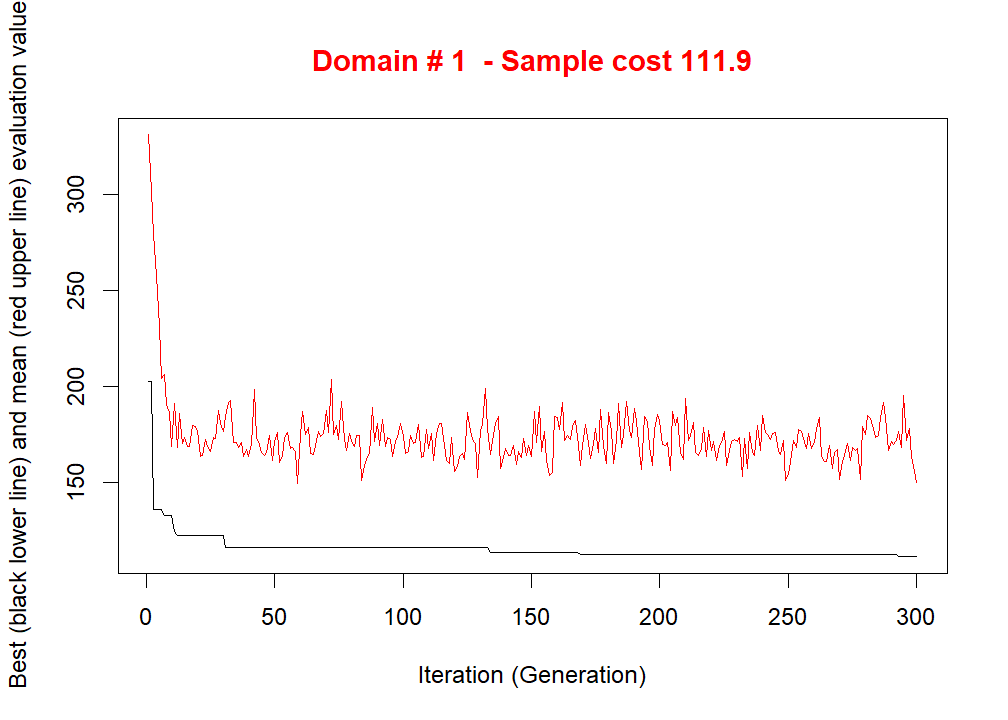 Domain # 1  - Sample cost 111.9
Best (black lower line) and mean (red upper line) evaluation value
300
250
200
150
0 50 100 150 200 250 300
Iteration (Generation)